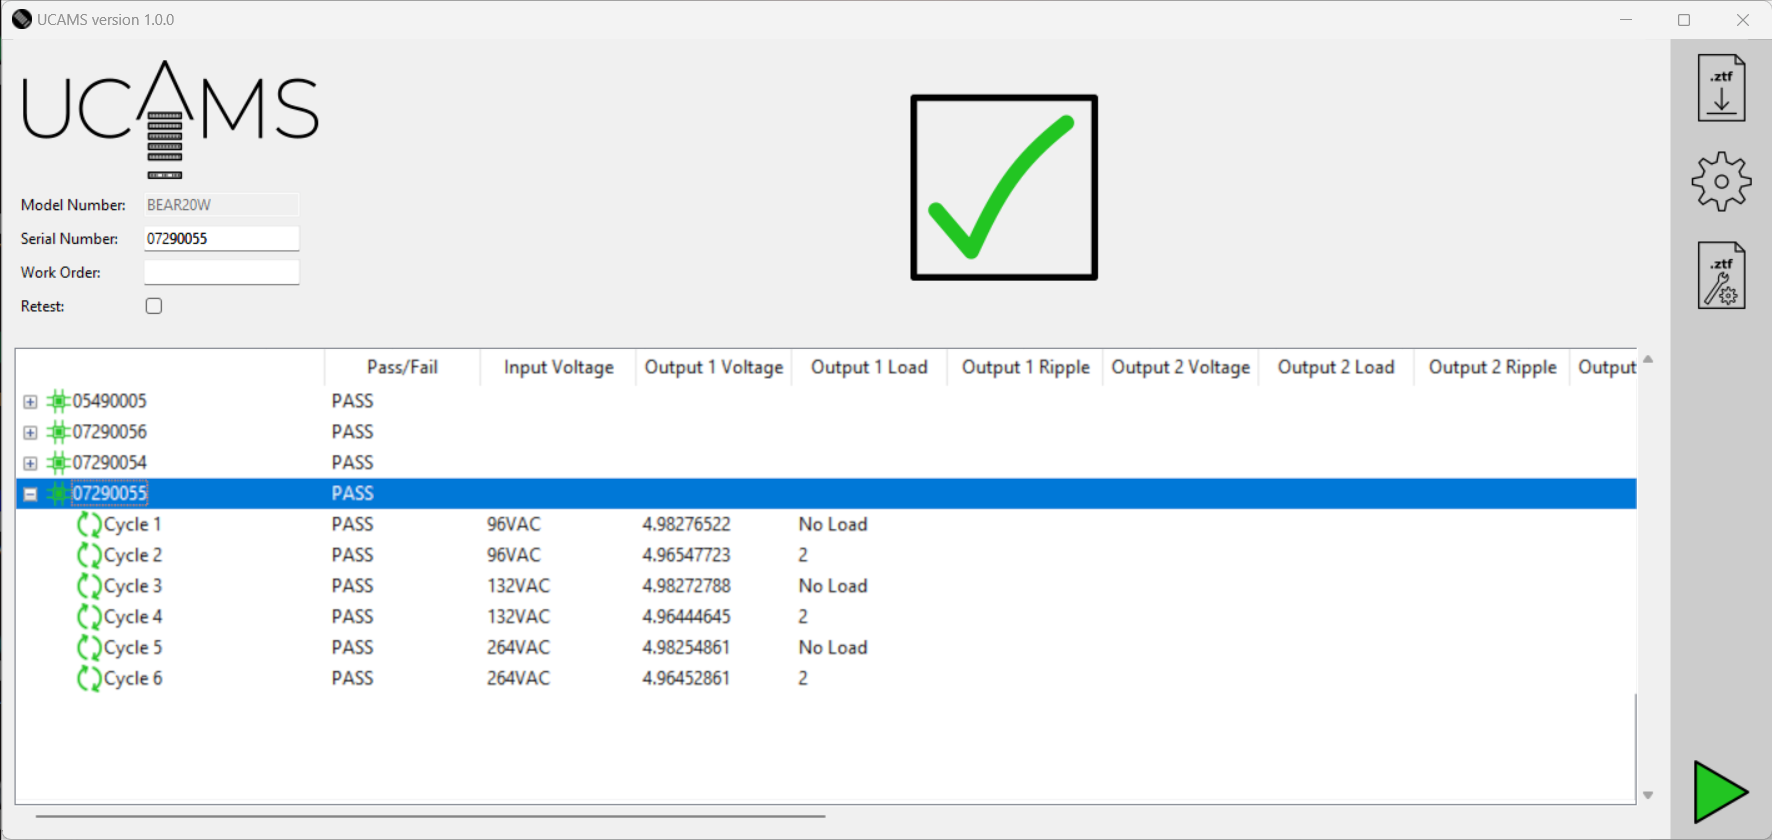 UCAMS version 1.0.0
UCAMS
.ztf
Model Number: BEAR20W
Serial Number: 07290055
Work Order:
Retest:
.ztf
Pass/Fail Input Voltage Output 1 Voltage Output 1 Load Output 1 Ripple Output 2 Voltage Output 2 Load Output 2 Ripple Output
05490005 PASS
07290056 PASS
07290054 PASS
07290055 PASS
Cycle 1 PASS 96VAC 4.98276522 No Load
Cycle 2 PASS 96VAC 4.96547723 2
Cycle 3 PASS 132VAC 4.98272788 No Load
Cycle 4 PASS 132VAC 4.96444645 2
Cycle 5 PASS 264VAC 4.98254861 No Load
Cycle 6 PASS 264VAC 4.96452861 2